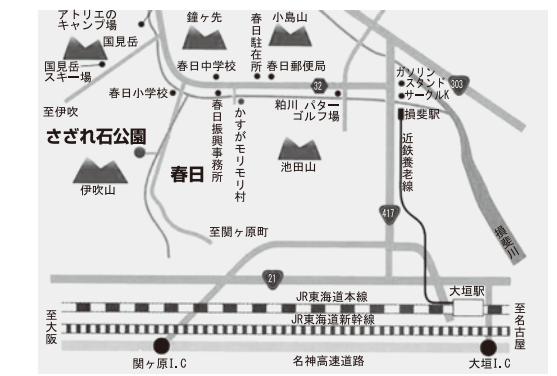 アトリエの
キャンプ場
国見岳
国見岳
スキー場
至伊吹
鐘ヶ先
春日駐在所
小島山
春日中学校
春日郵便局
春日小学校
32
粕川 バター
ゴルフ場
ガソリン
スタンド
サークルK
303
損斐駅
さざれ石公園
春日振興事務所
かすがモリモリ村
近鉄養老線
伊吹山
春日
池田山
417
至関ヶ原町
損斐川
21
大垣駅
JR東海道本線
JR東海道新幹線
至大阪
至名古屋
関ヶ原I.C
名神高速道路
大垣I.C